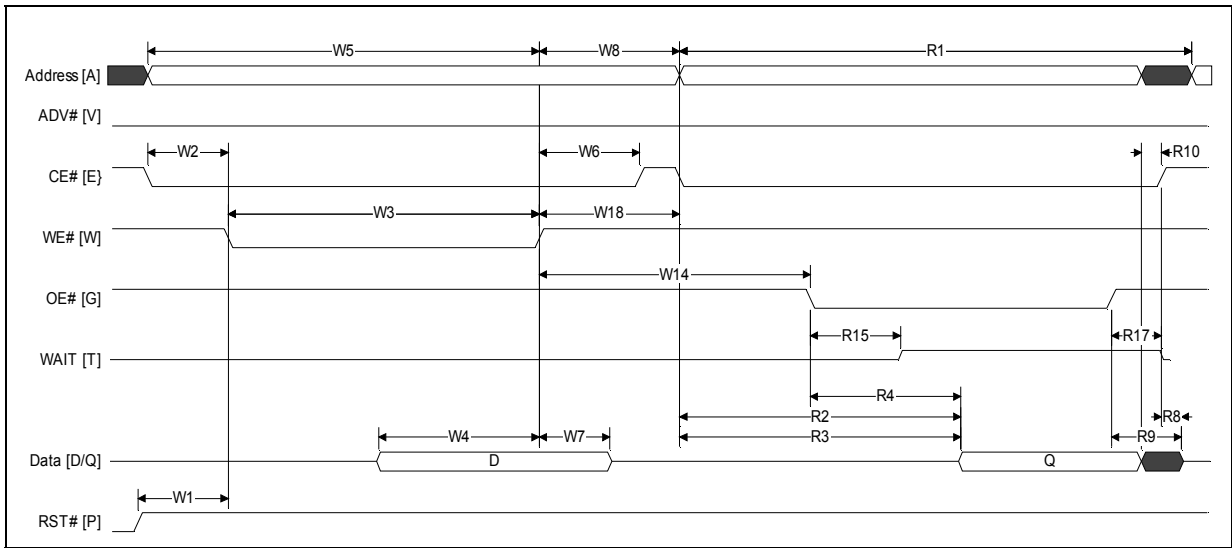 W5 W8 R1
Address [A]
ADV# [V]
W2 W6 R10
CE# [E}
W3 W18
WE# [W]
W14
OE# [G]
R15 R17
WAIT [T]
R4
R2 R8
R3
W4 W7 R9
Data [D/Q] D Q
W1
RST# [P]